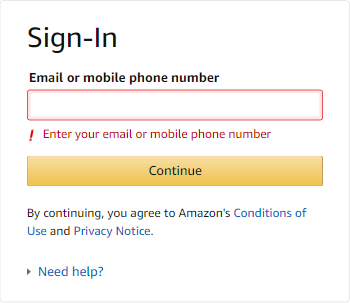 Sign-In
Email or mobile phone number
! Enter your email or mobile phone number
Continue
By continuing, you agree to Amazon's Conditions of
Use and Privacy Notice.
Need help?